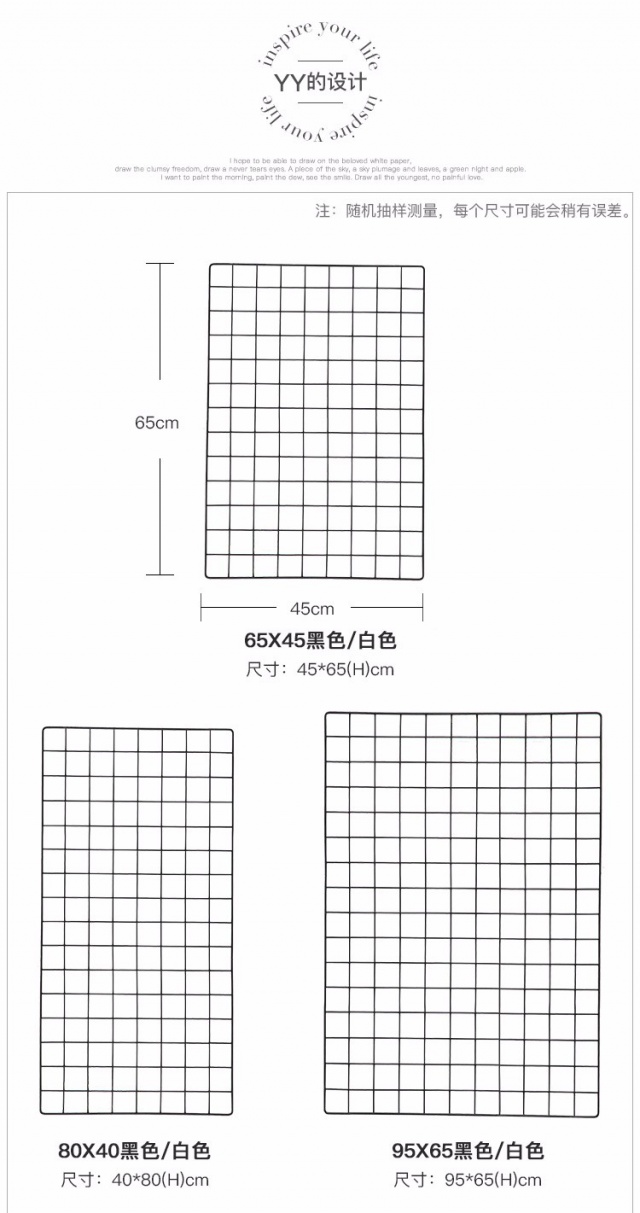 inspire your life
YY的设计
inspire your life
I hope to be able to draw on the beloved white paper,
draw the clumsy freedom, draw a never tears eyes. A piece of the sky, a sky plumage and leaves, a green night and apple.
I want to paint the morning, paint the dew, see the smile. Draw all the youngest, no painful love.
注：随机抽样测量，每个尺寸可能会稍有误差。
65cm
45cm
65X45黑色/白色
尺寸：45*65(H)cm
80X40黑色/白色
尺寸：40*80(H)cm
95X65黑色/白色
尺寸：95*65(H)cm